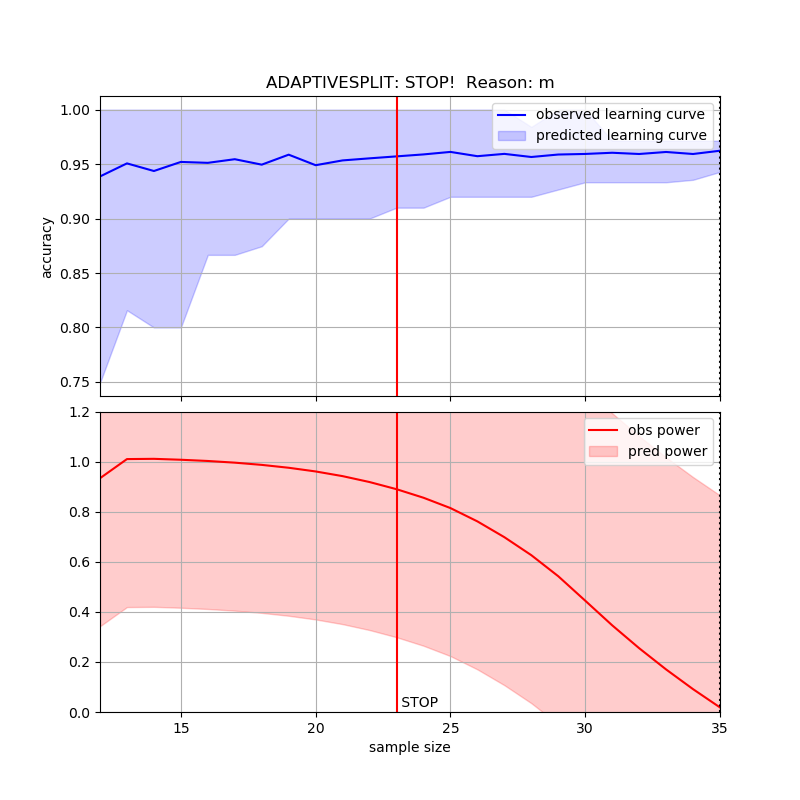 ADAPTIVESPLIT: STOP!  Reason: m
1.00
0.95
0.90
0.85
0.80
0.75
accuracy
observed learning curve
predicted learning curve
1.2
1.0
0.8
0.6
0.4
0.2
0.0
obs power
pred power
STOP
15
20
25
30
35
sample size